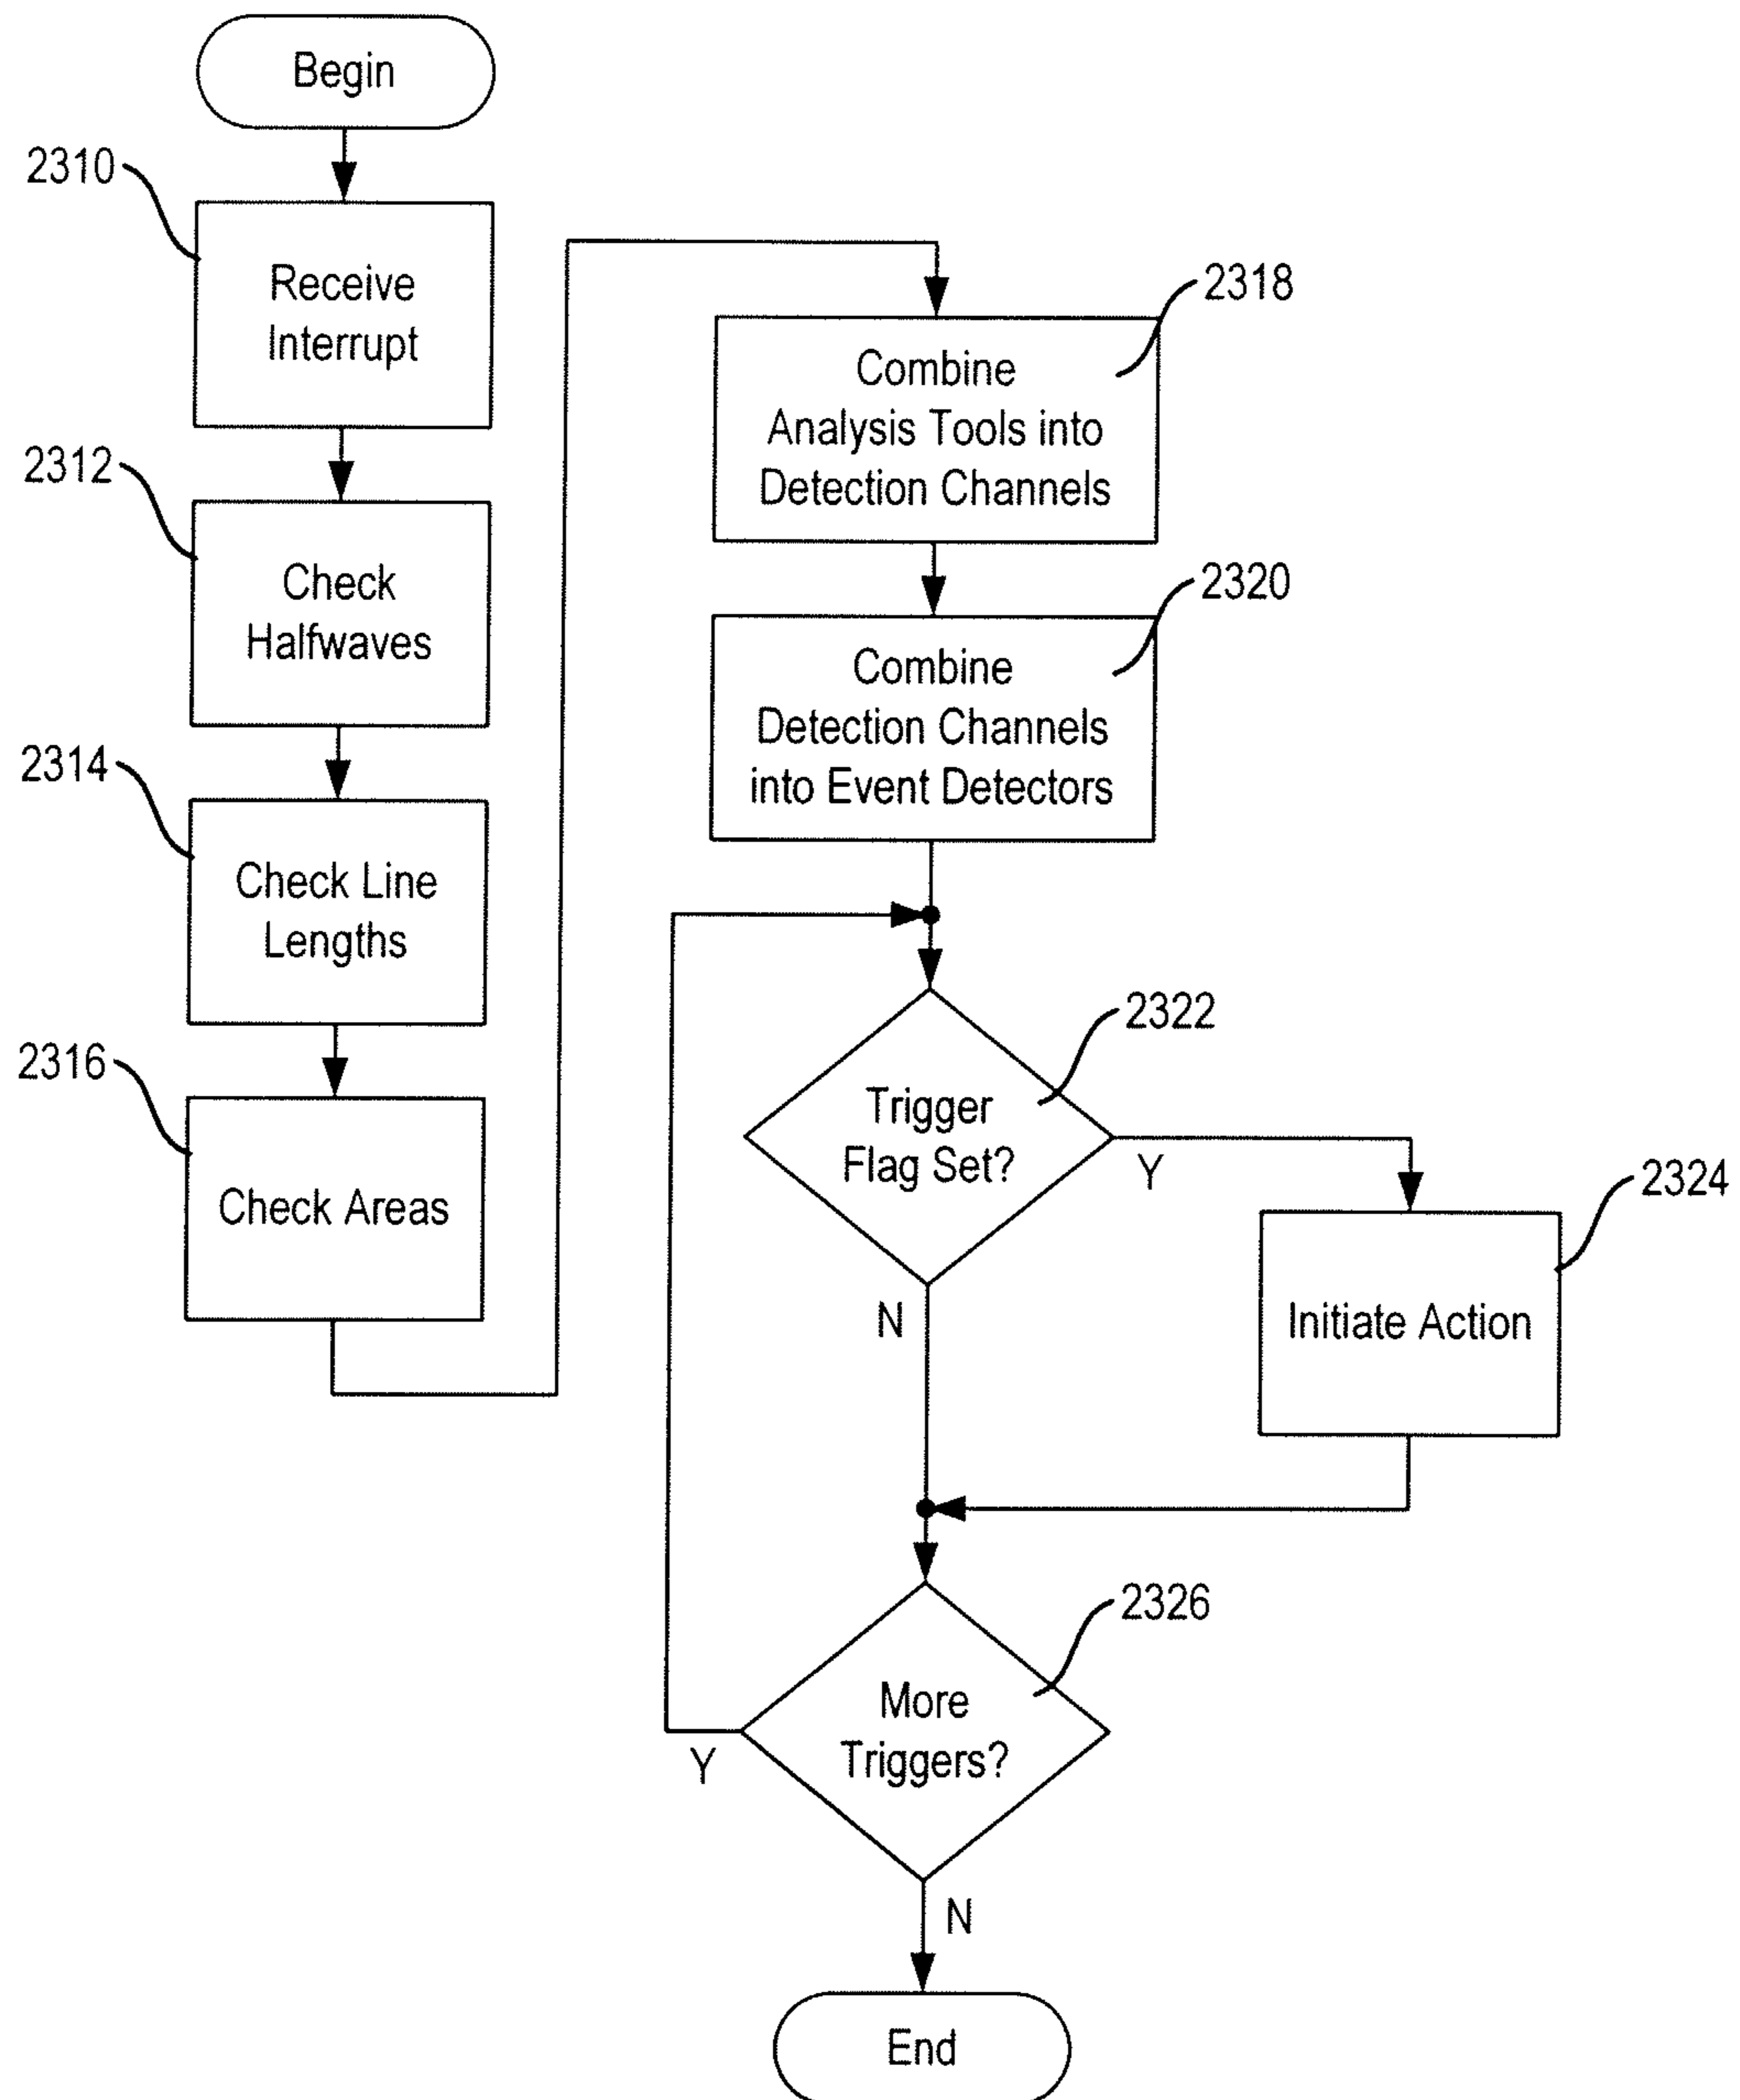 Begin
2310
Receive
Interrupt
2312
Check
Halfwaves
2314
Check Line
Lengths
2316
Check Areas
2318
Combine
Analysis Tools into
Detection Channels
2320
Combine
Detection Channels
into Event Detectors
2322
Trigger
Flag Set?
Y
N
2324
Initiate Action
2326
More
Triggers?
Y
N
End